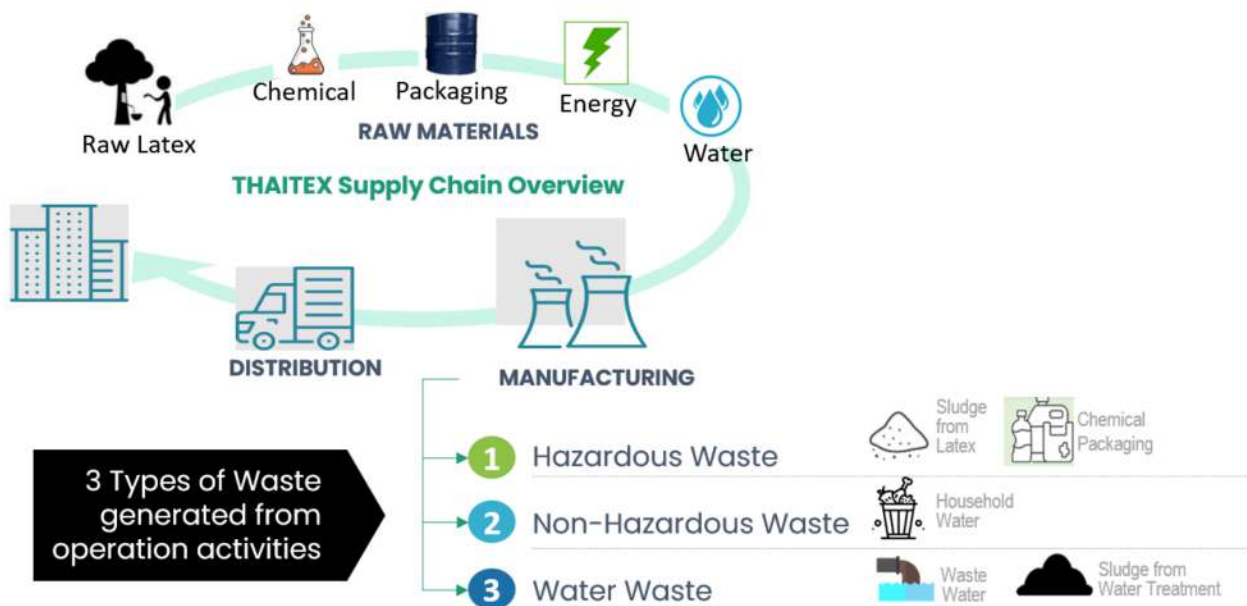 Raw Latex
Chemical
Packaging
Energy
Water
RAW MATERIALS
THAITEX Supply Chain Overview
DISTRIBUTION
MANUFACTURING
3 Types of Waste
generated from
operation activities
1 Hazardous Waste
Sludge
from
Latex
Chemical
Packaging
2 Non-Hazardous Waste
Household
Water
3 Water Waste
Waste
Water
Sludge from
Water Treatment